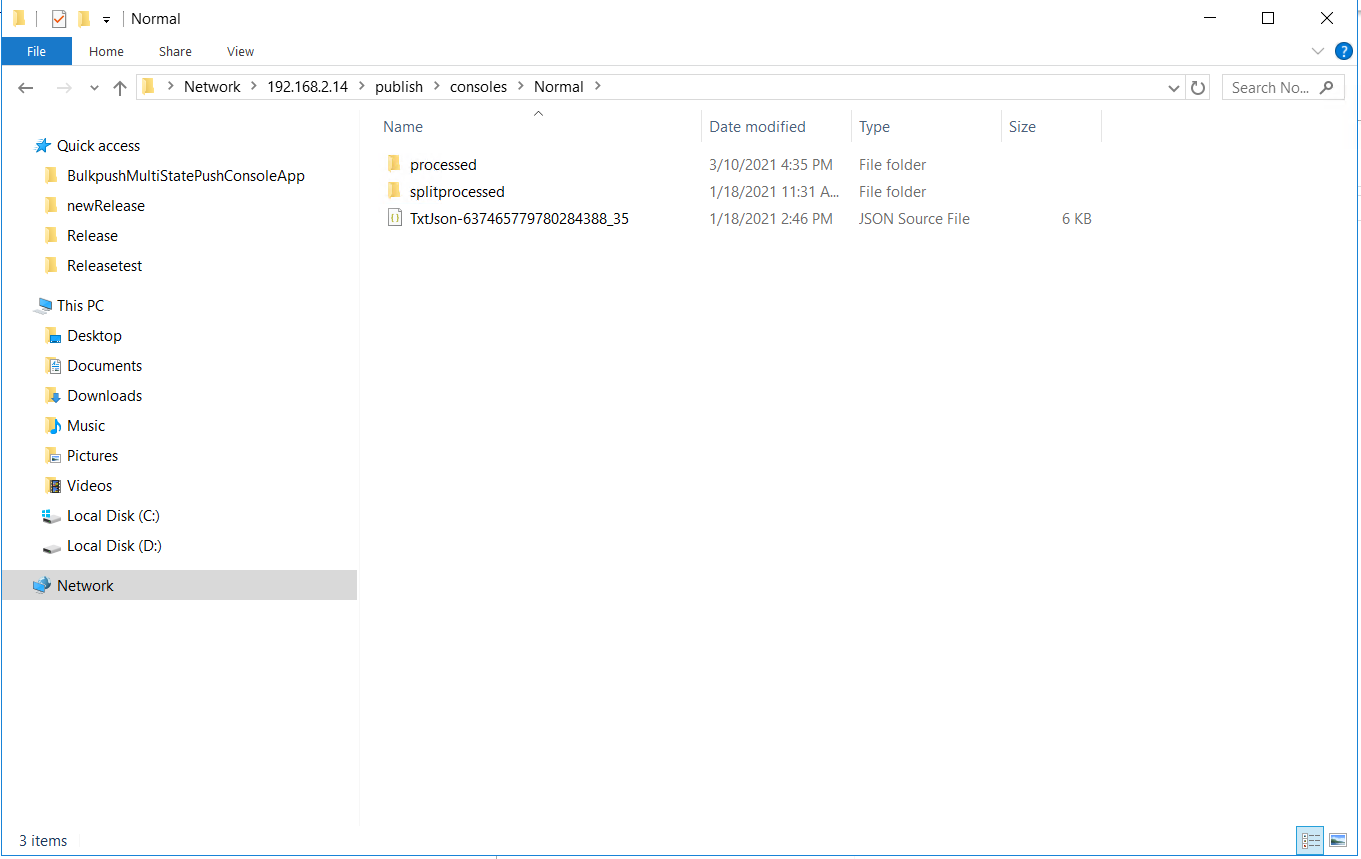 Normal
File Home Share View ?
Network 192.168.2.14 publish consoles Normal Search No...
Name Date modified Type Size
processed 3/10/2021 4:35 PM File folder
splitprocessed 1/18/2021 11:31 A... File folder
TxtJson-637465779780284388_35 1/18/2021 2:46 PM JSON Source File 6 KB
Quick access
BulkpushMultiStatePushConsoleApp
newRelease
Release
Releasetest
This PC
Desktop
Documents
Downloads
Music
Pictures
Videos
Local Disk (C:)
Local Disk (D:)
Network
3 items